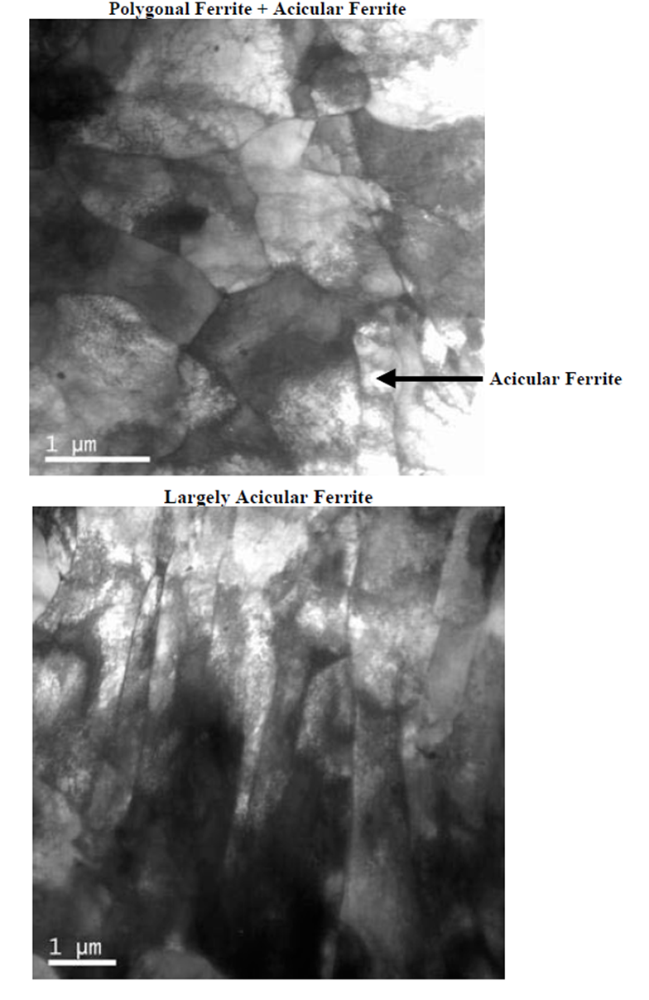 Polygonal Ferrite + Acicular Ferrite
Acicular Ferrite
1 μm
Largely Acicular Ferrite
1 μm